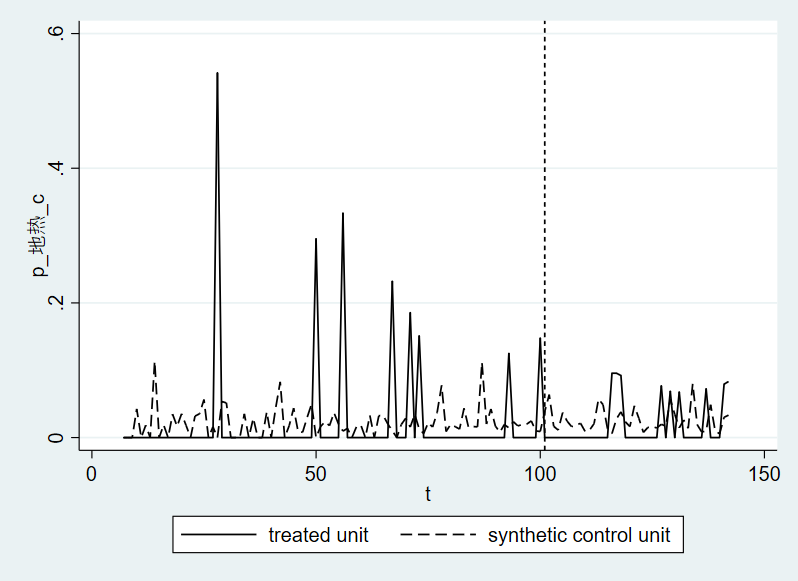 .6
.4
.2
0
p_地热_c
0
50
100
150
t
treated unit
synthetic control unit